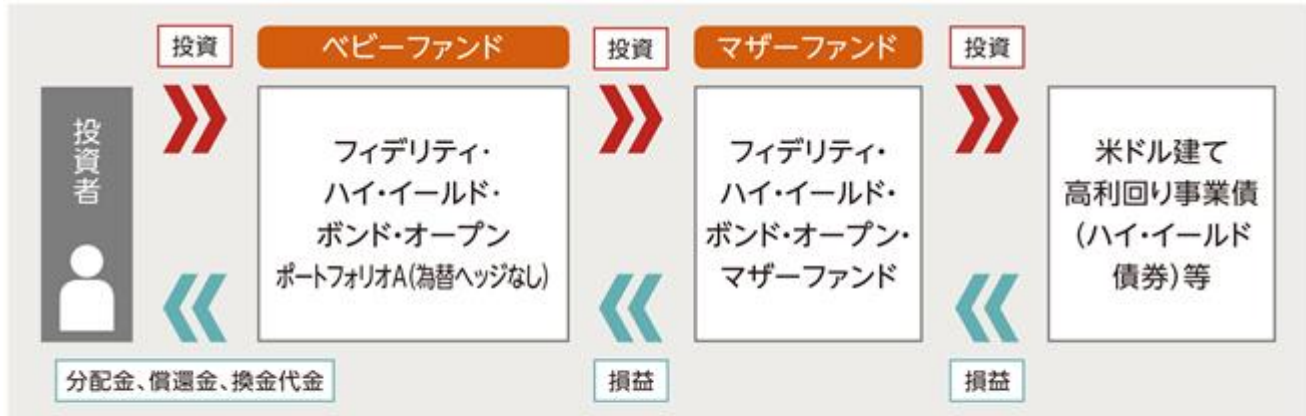 投資
ベビーファンド
投資
マザーファンド
投資
投資者
フィデリティ・
ハイ・イールド・
ボンド・オープン
ポートフォリオA(為替ヘッジなし)
フィデリティ・
ハイ・イールド・
ボンド・オープン・
マザーファンド
米ドル建て
高利回り事業債
(ハイ・イールド
債券)等
分配金、償還金、換金代金
損益
損益